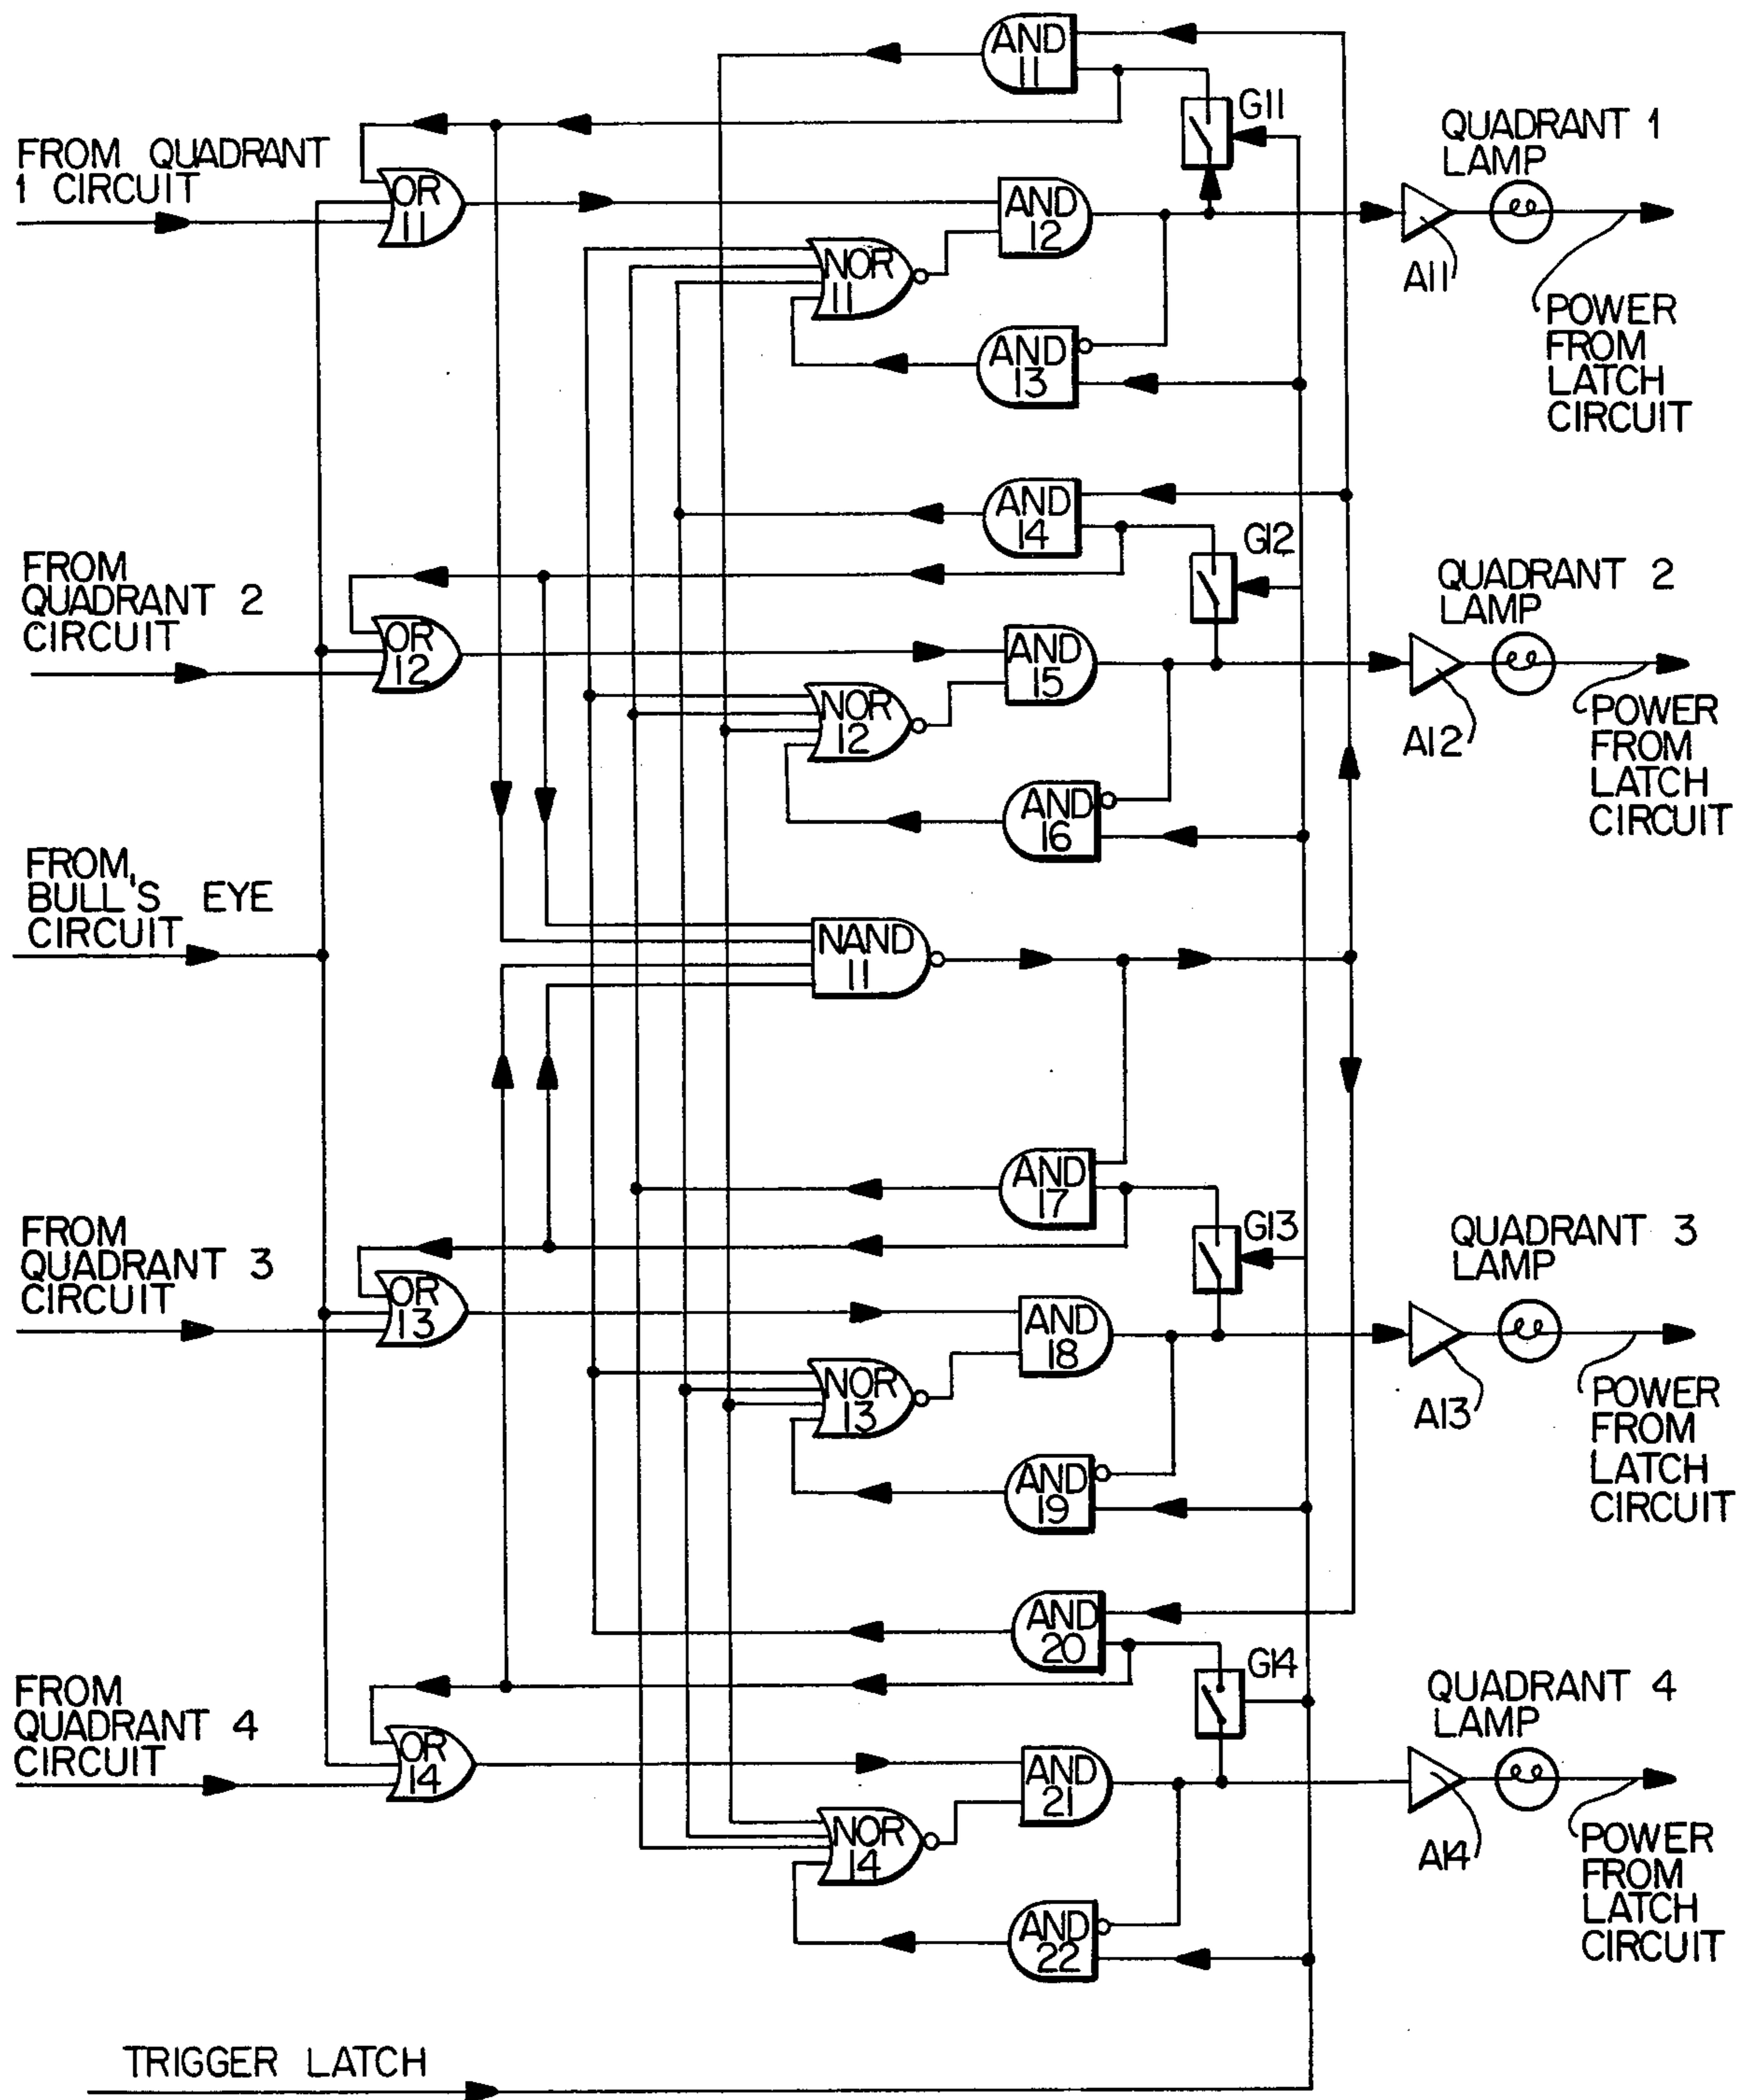 AND
11
G11
QUADRANT 1
LAMP
FROM QUADRANT
1 CIRCUIT
OR
11
AND
12
NOR
11
A11
POWER
FROM
LATCH
CIRCUIT
AND
13
AND
14
G12
QUADRANT 2
LAMP
FROM
QUADRANT 2
CIRCUIT
OR
12
AND
15
NOR
12
A12
POWER
FROM
LATCH
CIRCUIT
AND
16
FROM
BULL'S EYE
CIRCUIT
NAND
11
AND
17
G13
QUADRANT 3
LAMP
FROM
QUADRANT 3
CIRCUIT
OR
13
AND
18
NOR
13
A13
POWER
FROM
LATCH
CIRCUIT
AND
19
AND
20
G14
QUADRANT 4
LAMP
FROM
QUADRANT 4
CIRCUIT
OR
14
AND
21
NOR
14
A14
POWER
FROM
LATCH
CIRCUIT
AND
22
TRIGGER LATCH